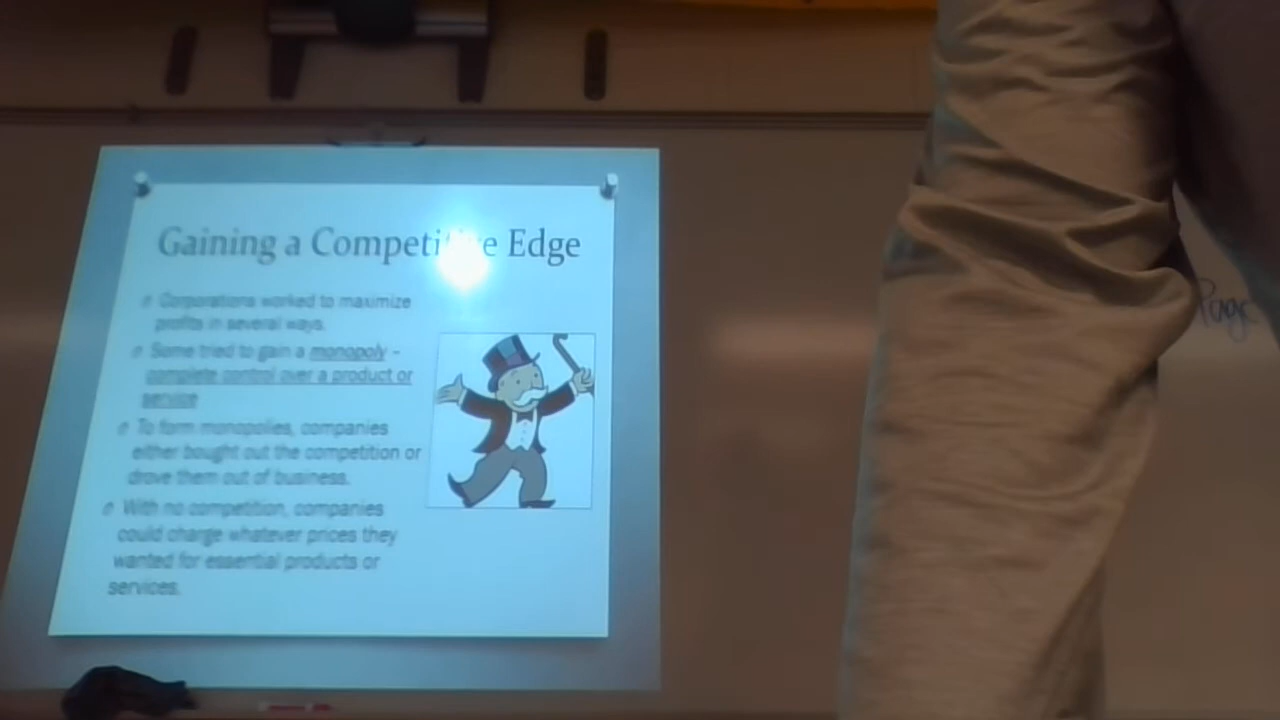 Gaining a Competitive Edge
Corporations worked to maximize
profits in several ways.
Some tried to gain a monopoly –
complete control over a product or
service
To form monopolies, companies
either bought out the competition or
drove them out of business.
With no competition, companies
could charge whatever prices they
wanted for essential products or
services.
Page